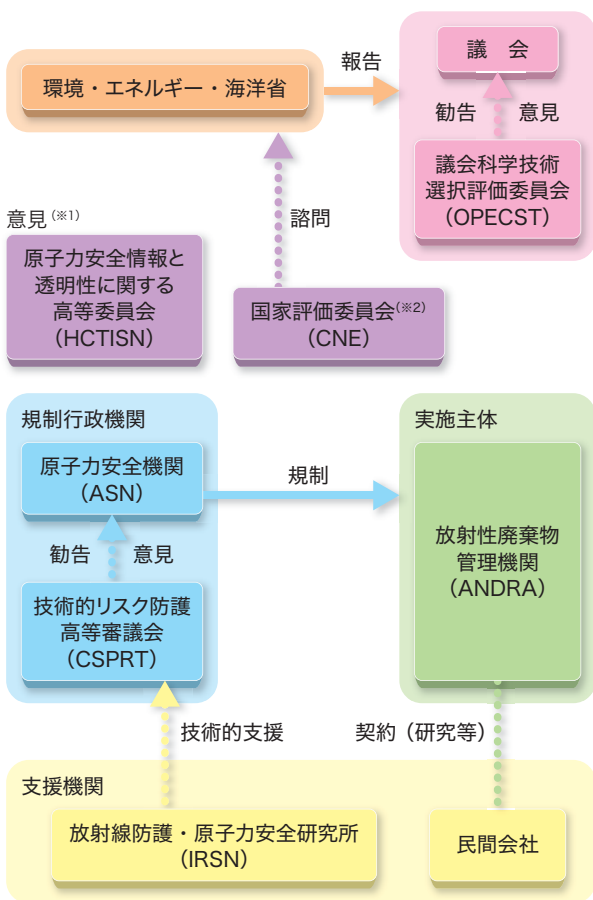 議　会
環境・エネルギー・海洋省
報告
勧告
意見
議会科学技術
選択評価委員会
（OPECST）
諮問
意見(※1)
原子力安全情報と
透明性に関する
高等委員会
（HCTISN）
国家評価委員会(※2)
（CNE）
規制行政機関
原子力安全機関
（ASN）
規制
実施主体
放射性廃棄物
管理機関
（ANDRA）
勧告
意見
技術的リスク防護
高等審議会
（CSPRT）
技術的支援
契約（研究等）
支援機関
放射線防護・原子力安全研究所
（IRSN）
民間会社